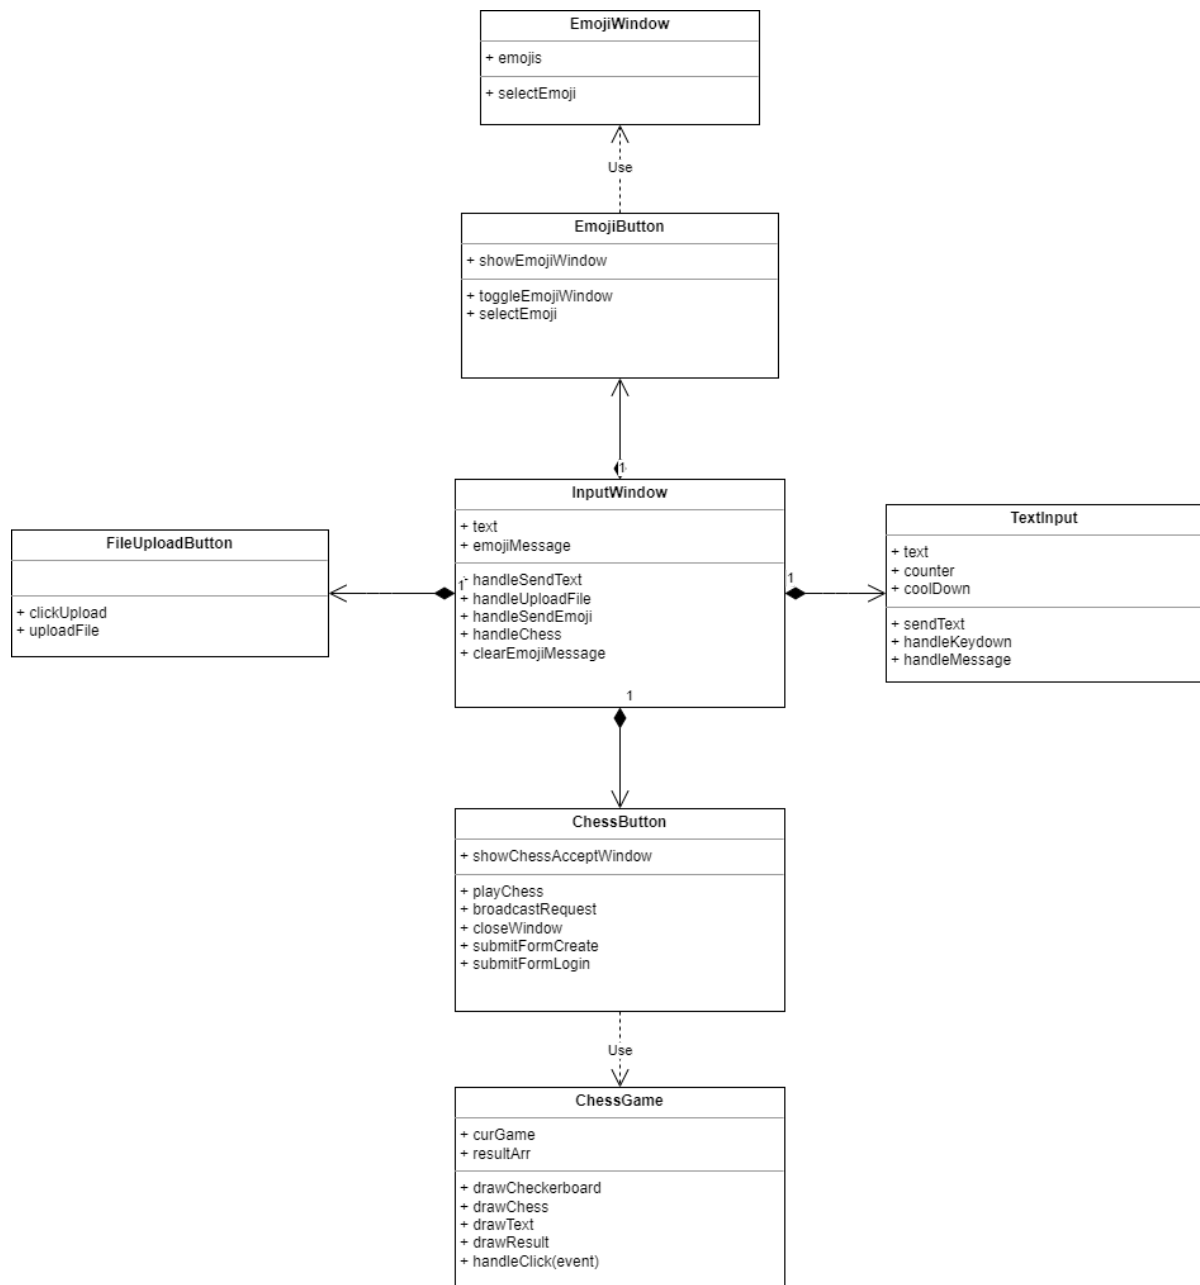 EmojiWindow
+ emojis
+ selectEmoji
Use
EmojiButton
+ showEmojiWindow
+ toggleEmojiWindow
+ selectEmoji
1
InputWindow
+ text
+ emojiMessage
+ handleSendText
+ handleUploadFile
+ handleSendEmoji
+ handleChess
+ clearEmojiMessage
FileUploadButton
+ clickUpload
+ uploadFile
1
1
TextInput
+ text
+ counter
+ coolDown
+ sendText
+ handleKeydown
+ handleMessage
1
ChessButton
+ showChessAcceptWindow
+ playChess
+ broadcastRequest
+ closeWindow
+ submitFormCreate
+ submitFormLogin
Use
ChessGame
+ curGame
+ resultArr
+ drawCheckerboard
+ drawChess
+ drawText
+ drawResult
+ handleClick(event)